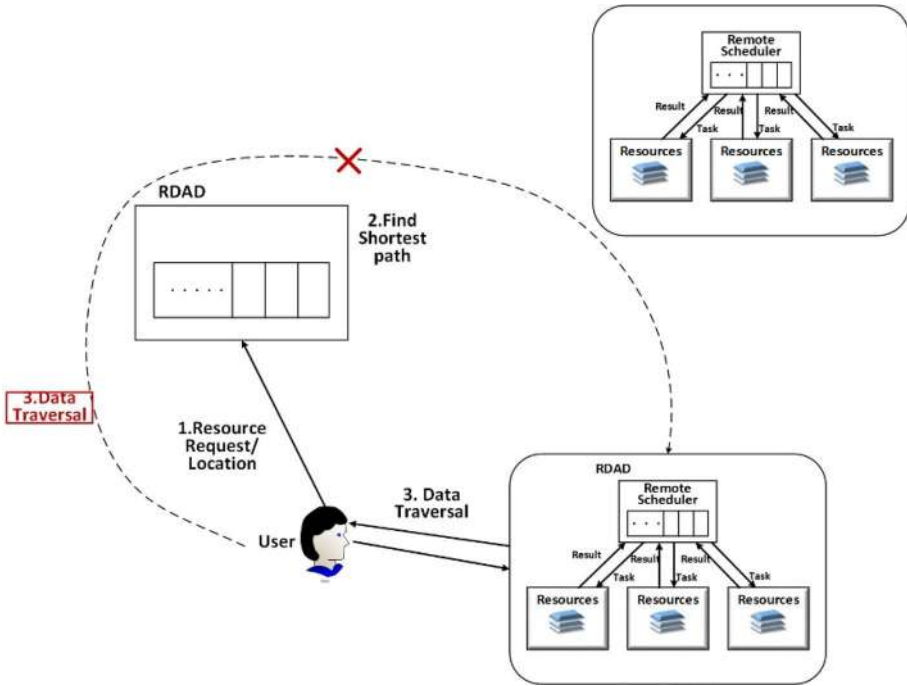 Remote
Scheduler
. . .
Result
Result
Result
Task
Task
Task
Resources
Resources
Resources
RDAD
2.Find
Shortest
path
. . . . .
3.Data
Traversal
1.Resource
Request/
Location
User
3. Data
Traversal
RDAD
Remote
Scheduler
. . .
Result
Result
Result
Task
Task
Task
Resources
Resources
Resources